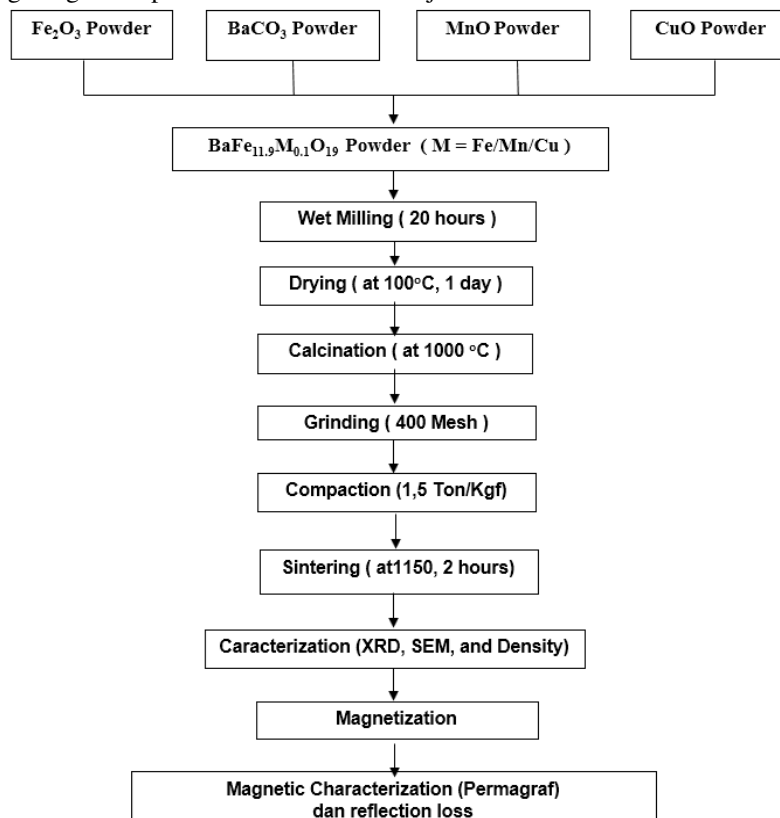 Fe₂O₃ Powder
BaCO₃ Powder
MnO Powder
CuO Powder
BaFe₁₁.₉M₀.₁O₁₉ Powder ( M = Fe/Mn/Cu )
Wet Milling ( 20 hours )
Drying ( at 100°C, 1 day )
Calcination ( at 1000 °C )
Grinding ( 400 Mesh )
Compaction (1,5 Ton/Kgf)
Sintering ( at1150, 2 hours)
Caracterization (XRD, SEM, and Density)
Magnetization
Magnetic Characterization (Permagraf)
dan reflection loss